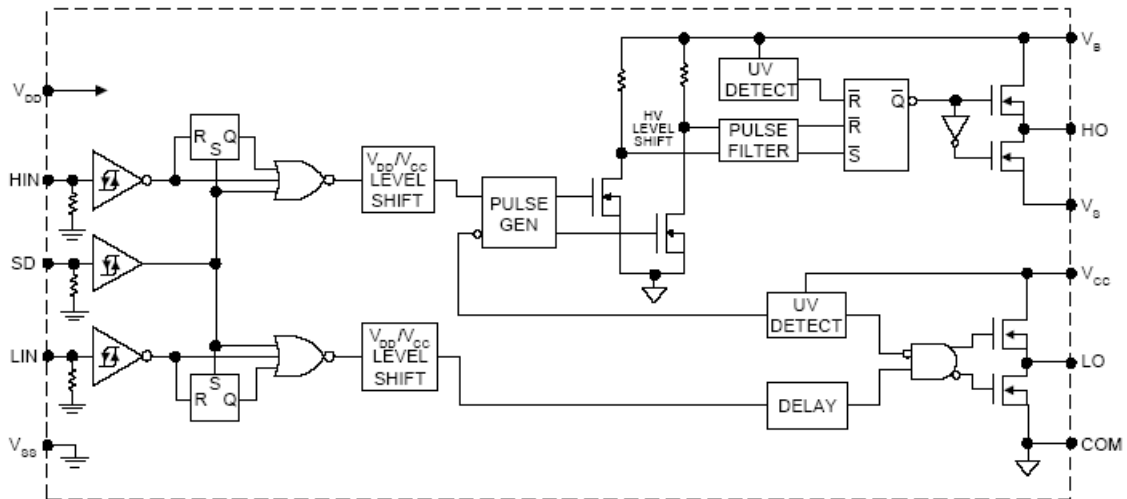 V_B
V_DD
UV
DETECT
R̅ Q̅
HV
LEVEL
SHIFT
PULSE
FILTER
R̅
S̅
HO
R Q
S
V_DD/V_CC
LEVEL
SHIFT
HIN
PULSE
GEN
V_S
SD
V_CC
UV
DETECT
LIN
V_DD/V_CC
LEVEL
SHIFT
S
R Q
LO
DELAY
V_SS
COM